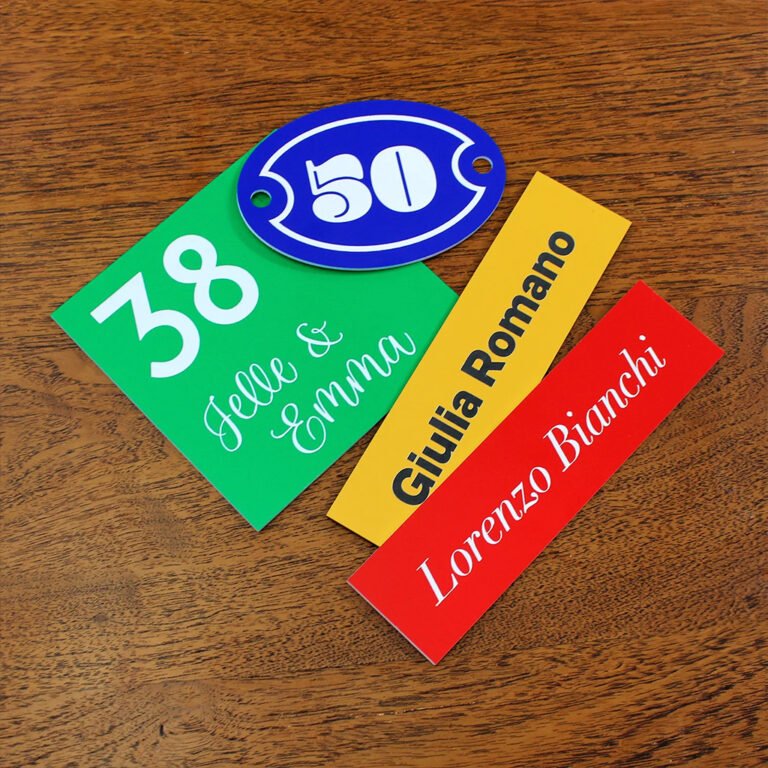 50
38
Jelle &
Emma
Giulia Romano
Lorenzo Bianchi